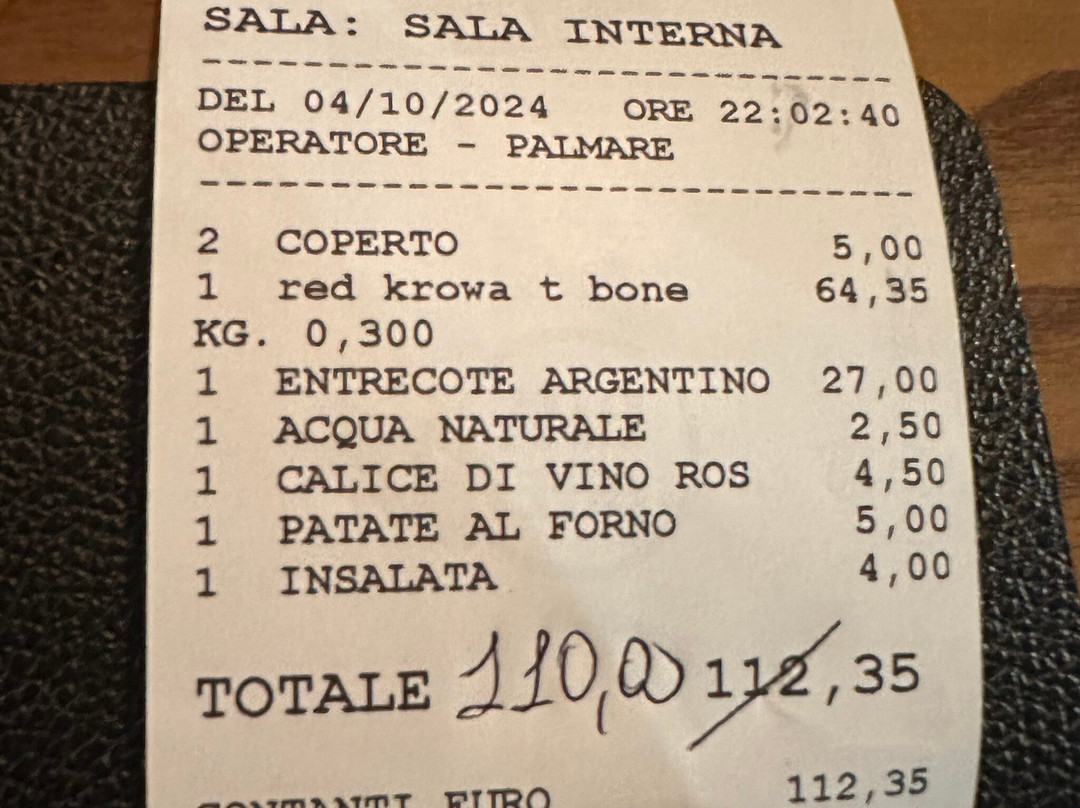 SALA: SALA INTERNA
--------------------------------
DEL 04/10/2024 ORE 22:02:40
OPERATORE - PALMARE
--------------------------------
2 COPERTO 5,00
1 red krowa t bone 64,35
KG. 0,300
1 ENTRECOTE ARGENTINO 27,00
1 ACQUA NATURALE 2,50
1 CALICE DI VINO ROS 4,50
1 PATATE AL FORNO 5,00
1 INSALATA 4,00
TOTALE 110,00 112,35
CONTANTI EURO 112,35